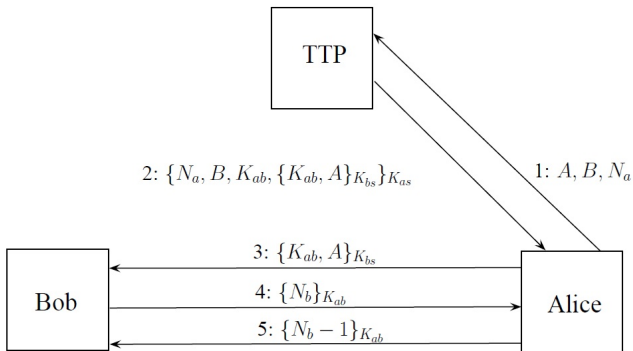 TTP
1: A, B, N_a
2: {N_a, B, K_ab, {K_ab, A}_K_bs}_K_as
3: {K_ab, A}_K_bs
Bob
4: {N_b}_K_ab
Alice
5: {N_b − 1}_K_ab